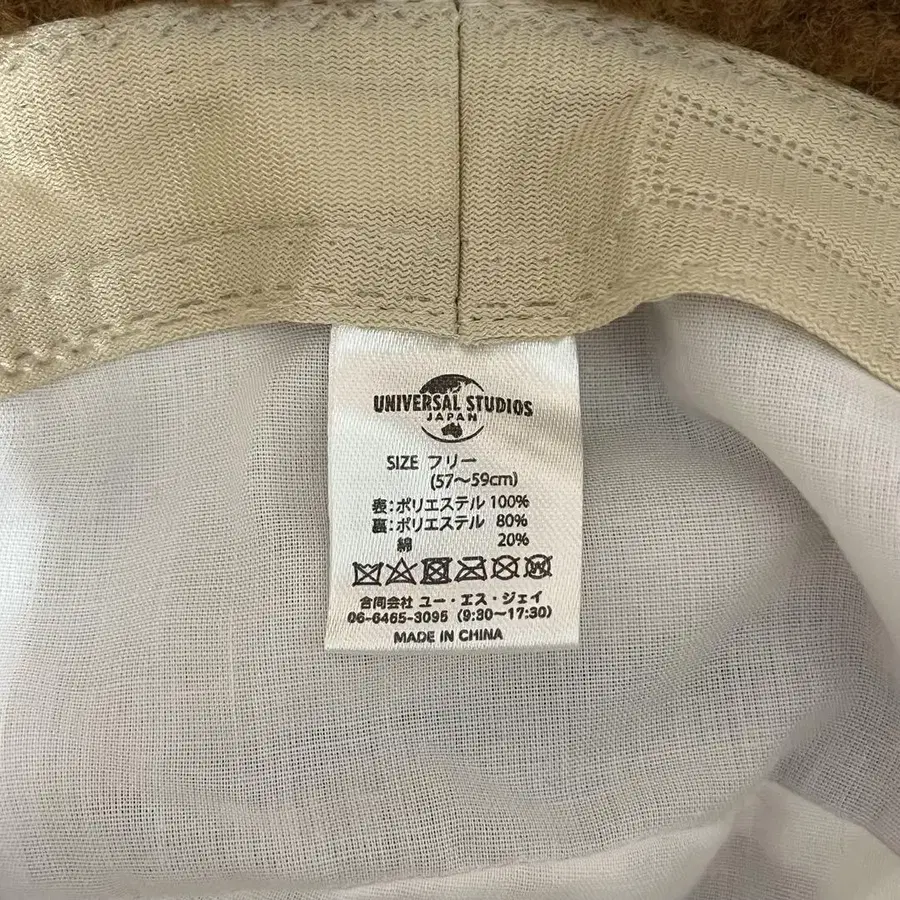 UNIVERSAL STUDIOS
JAPAN
SIZE フリー
(57〜59cm)
表:ポリエステル 100%
裏:ポリエステル 80%
綿 20%
合同会社 ユー・エス・ジェイ
06-6465-3095 (9:30〜17:30)
MADE IN CHINA